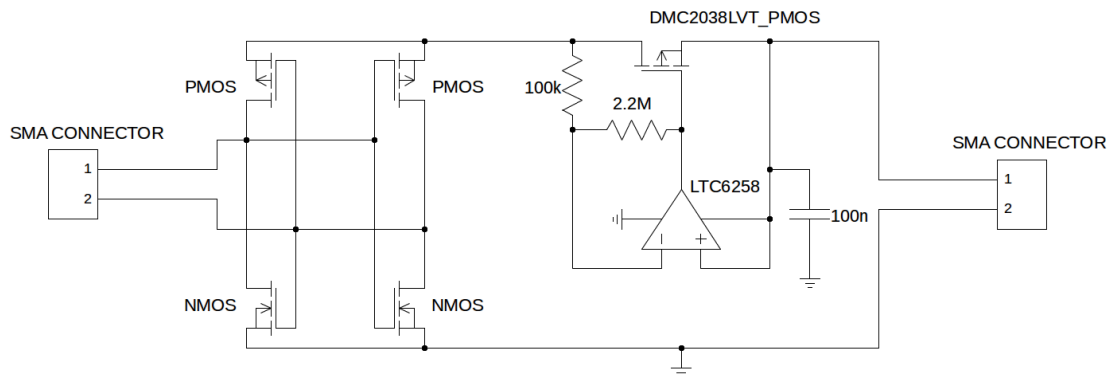 DMC2038LVT_PMOS
PMOS
PMOS
100k
2.2M
SMA CONNECTOR
1
2
SMA CONNECTOR
1
2
LTC6258
100n
NMOS
NMOS